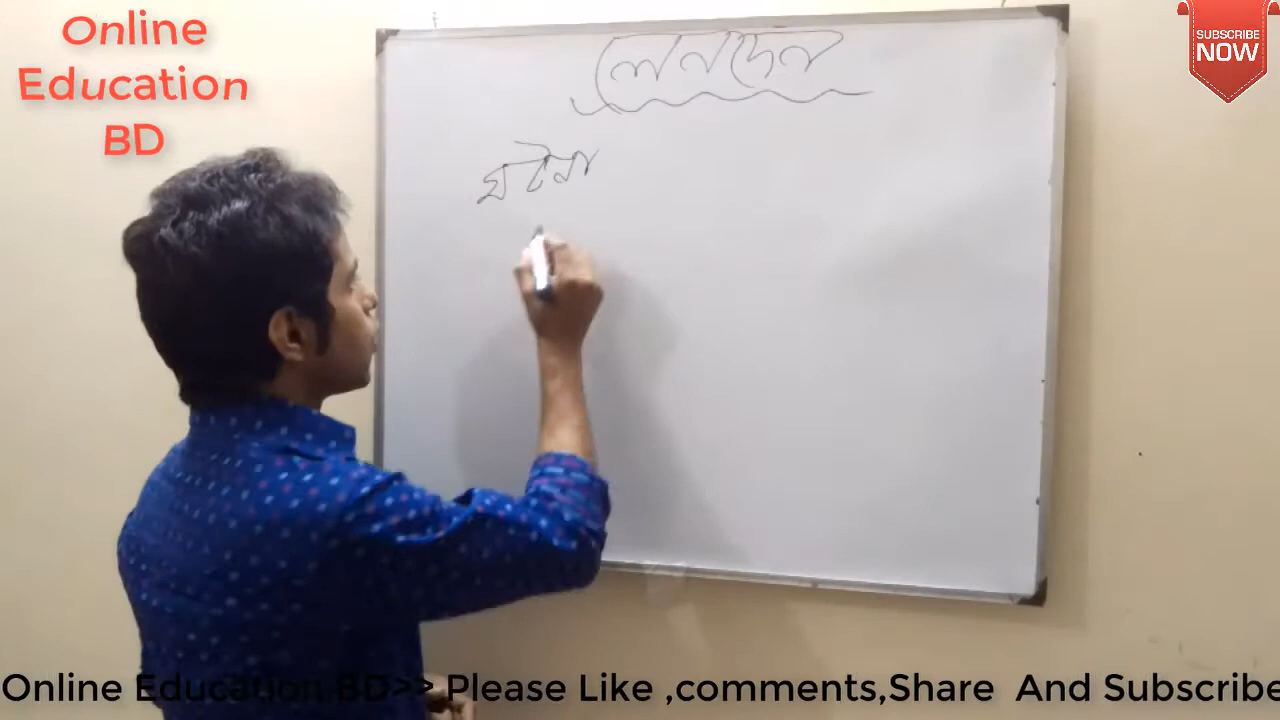 Online
Education
BD
SUBSCRIBE
NOW
লেনদেন
ঘটনা
Online Education BD>> Please Like ,comments,Share And Subscribe